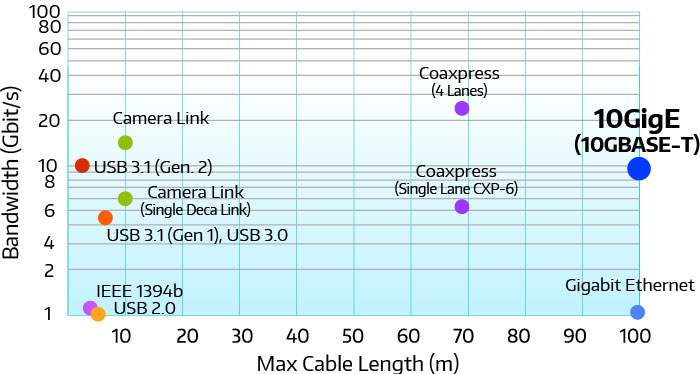 Bandwidth (Gbit/s)
100
80
60
40
20
10
8
6
4
2
1
Camera Link
USB 3.1 (Gen. 2)
Camera Link
(Single Deca Link)
USB 3.1 (Gen 1), USB 3.0
IEEE 1394b
USB 2.0
Coaxpress
(4 Lanes)
Coaxpress
(Single Lane CXP-6)
10GigE
(10GBASE-T)
Gigabit Ethernet
10 20 30 40 50 60 70 80 90 100
Max Cable Length (m)